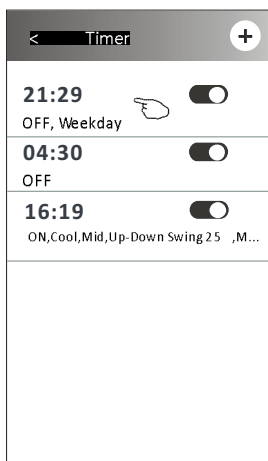 < Timer +
21:29
OFF, Weekday
04:30
OFF
16:19
ON,Cool,Mid,Up-Down Swing 25 ,M...